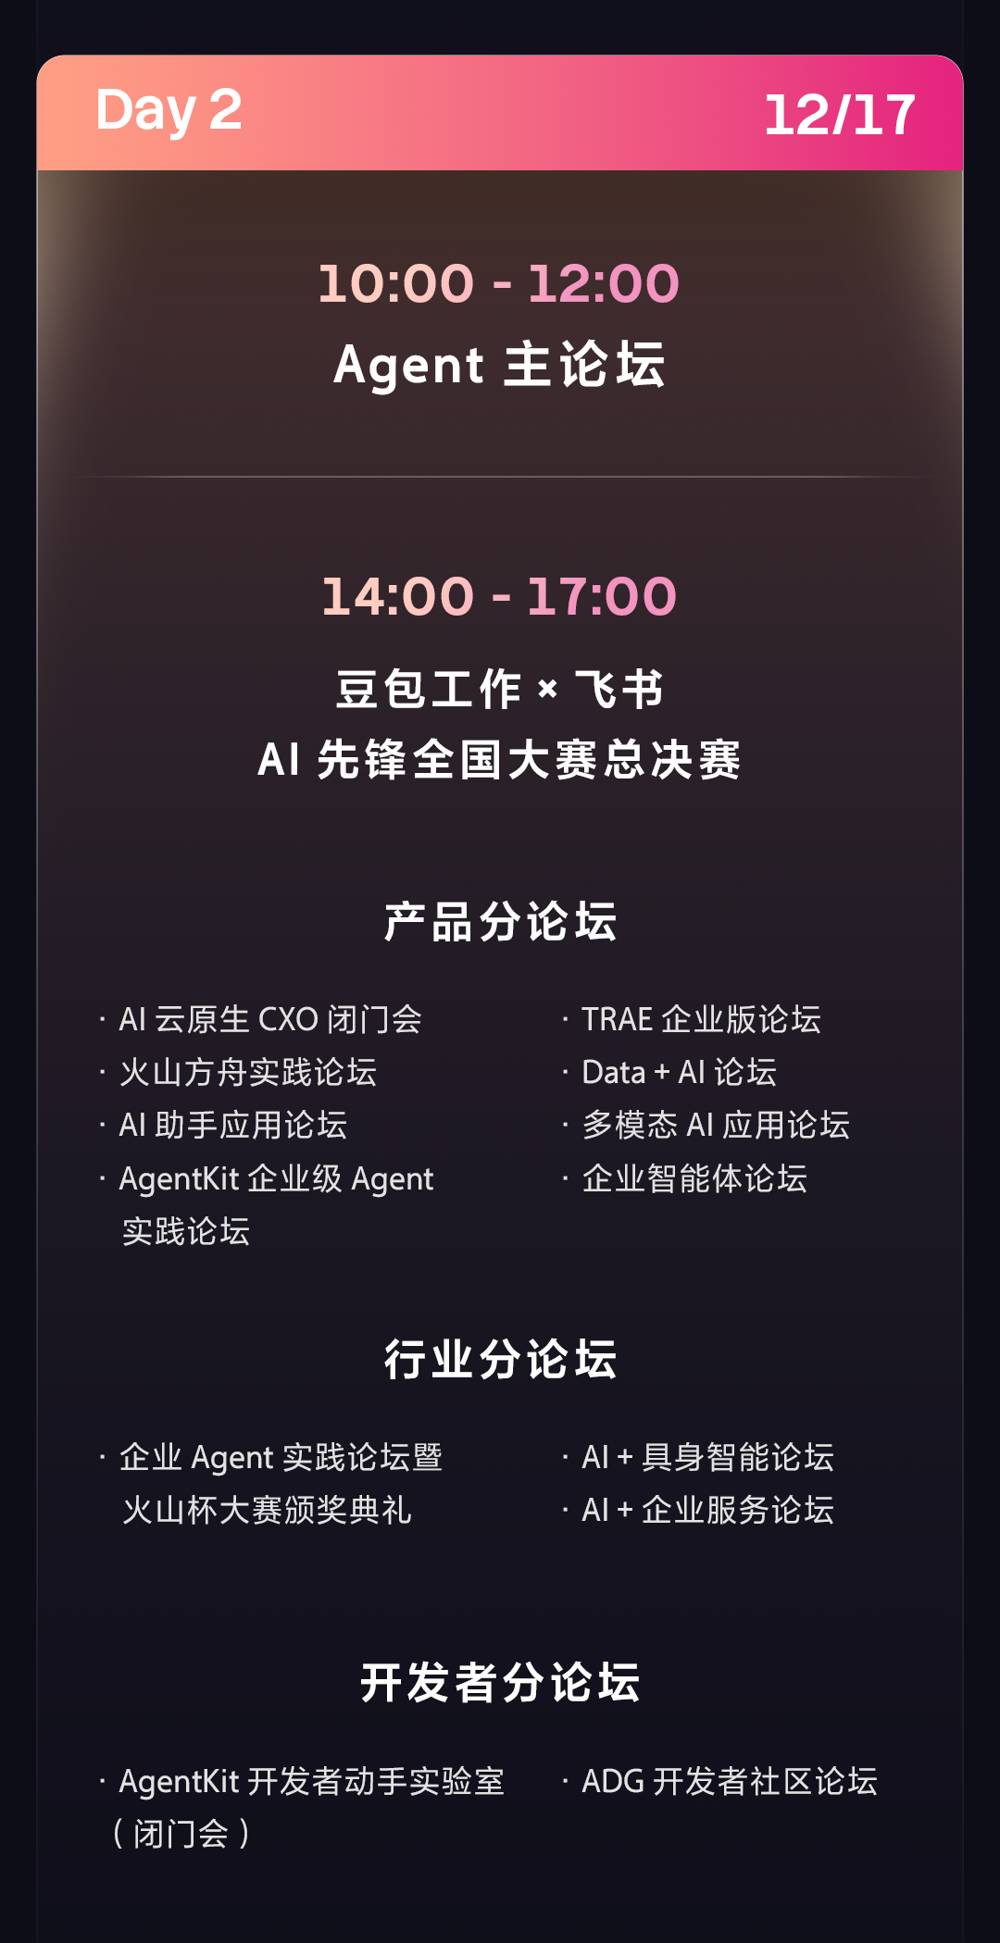 Day 2
12/17
10:00 - 12:00
Agent 主论坛
14:00 - 17:00
豆包工作 × 飞书
AI 先锋全国大赛总决赛
产品分论坛
· AI 云原生 CXO 闭门会
· 火山方舟实践论坛
· AI 助手应用论坛
· AgentKit 企业级 Agent
实践论坛
· TRAE 企业版论坛
· Data + AI 论坛
· 多模态 AI 应用论坛
· 企业智能体论坛
行业分论坛
· 企业 Agent 实践论坛暨
火山杯大赛颁奖典礼
· AI + 具身智能论坛
· AI + 企业服务论坛
开发者分论坛
· AgentKit 开发者动手实验室
( 闭门会 )
· ADG 开发者社区论坛